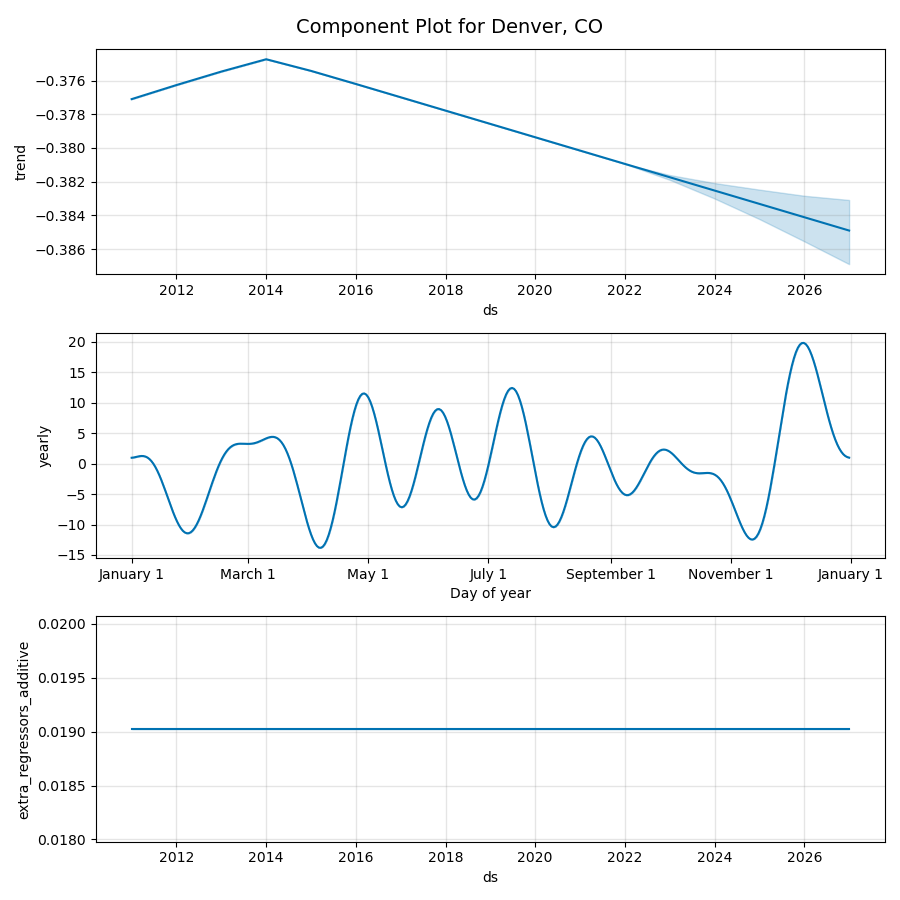 Component Plot for Denver, CO
−0.376
−0.378
−0.380
−0.382
−0.384
−0.386
trend
2012 2014 2016 2018 2020 2022 2024 2026
ds
20
15
10
5
0
−5
−10
−15
yearly
January 1 March 1 May 1 July 1 September 1 November 1 January 1
Day of year
0.0200
0.0195
0.0190
0.0185
0.0180
extra_regressors_additive
2012 2014 2016 2018 2020 2022 2024 2026
ds